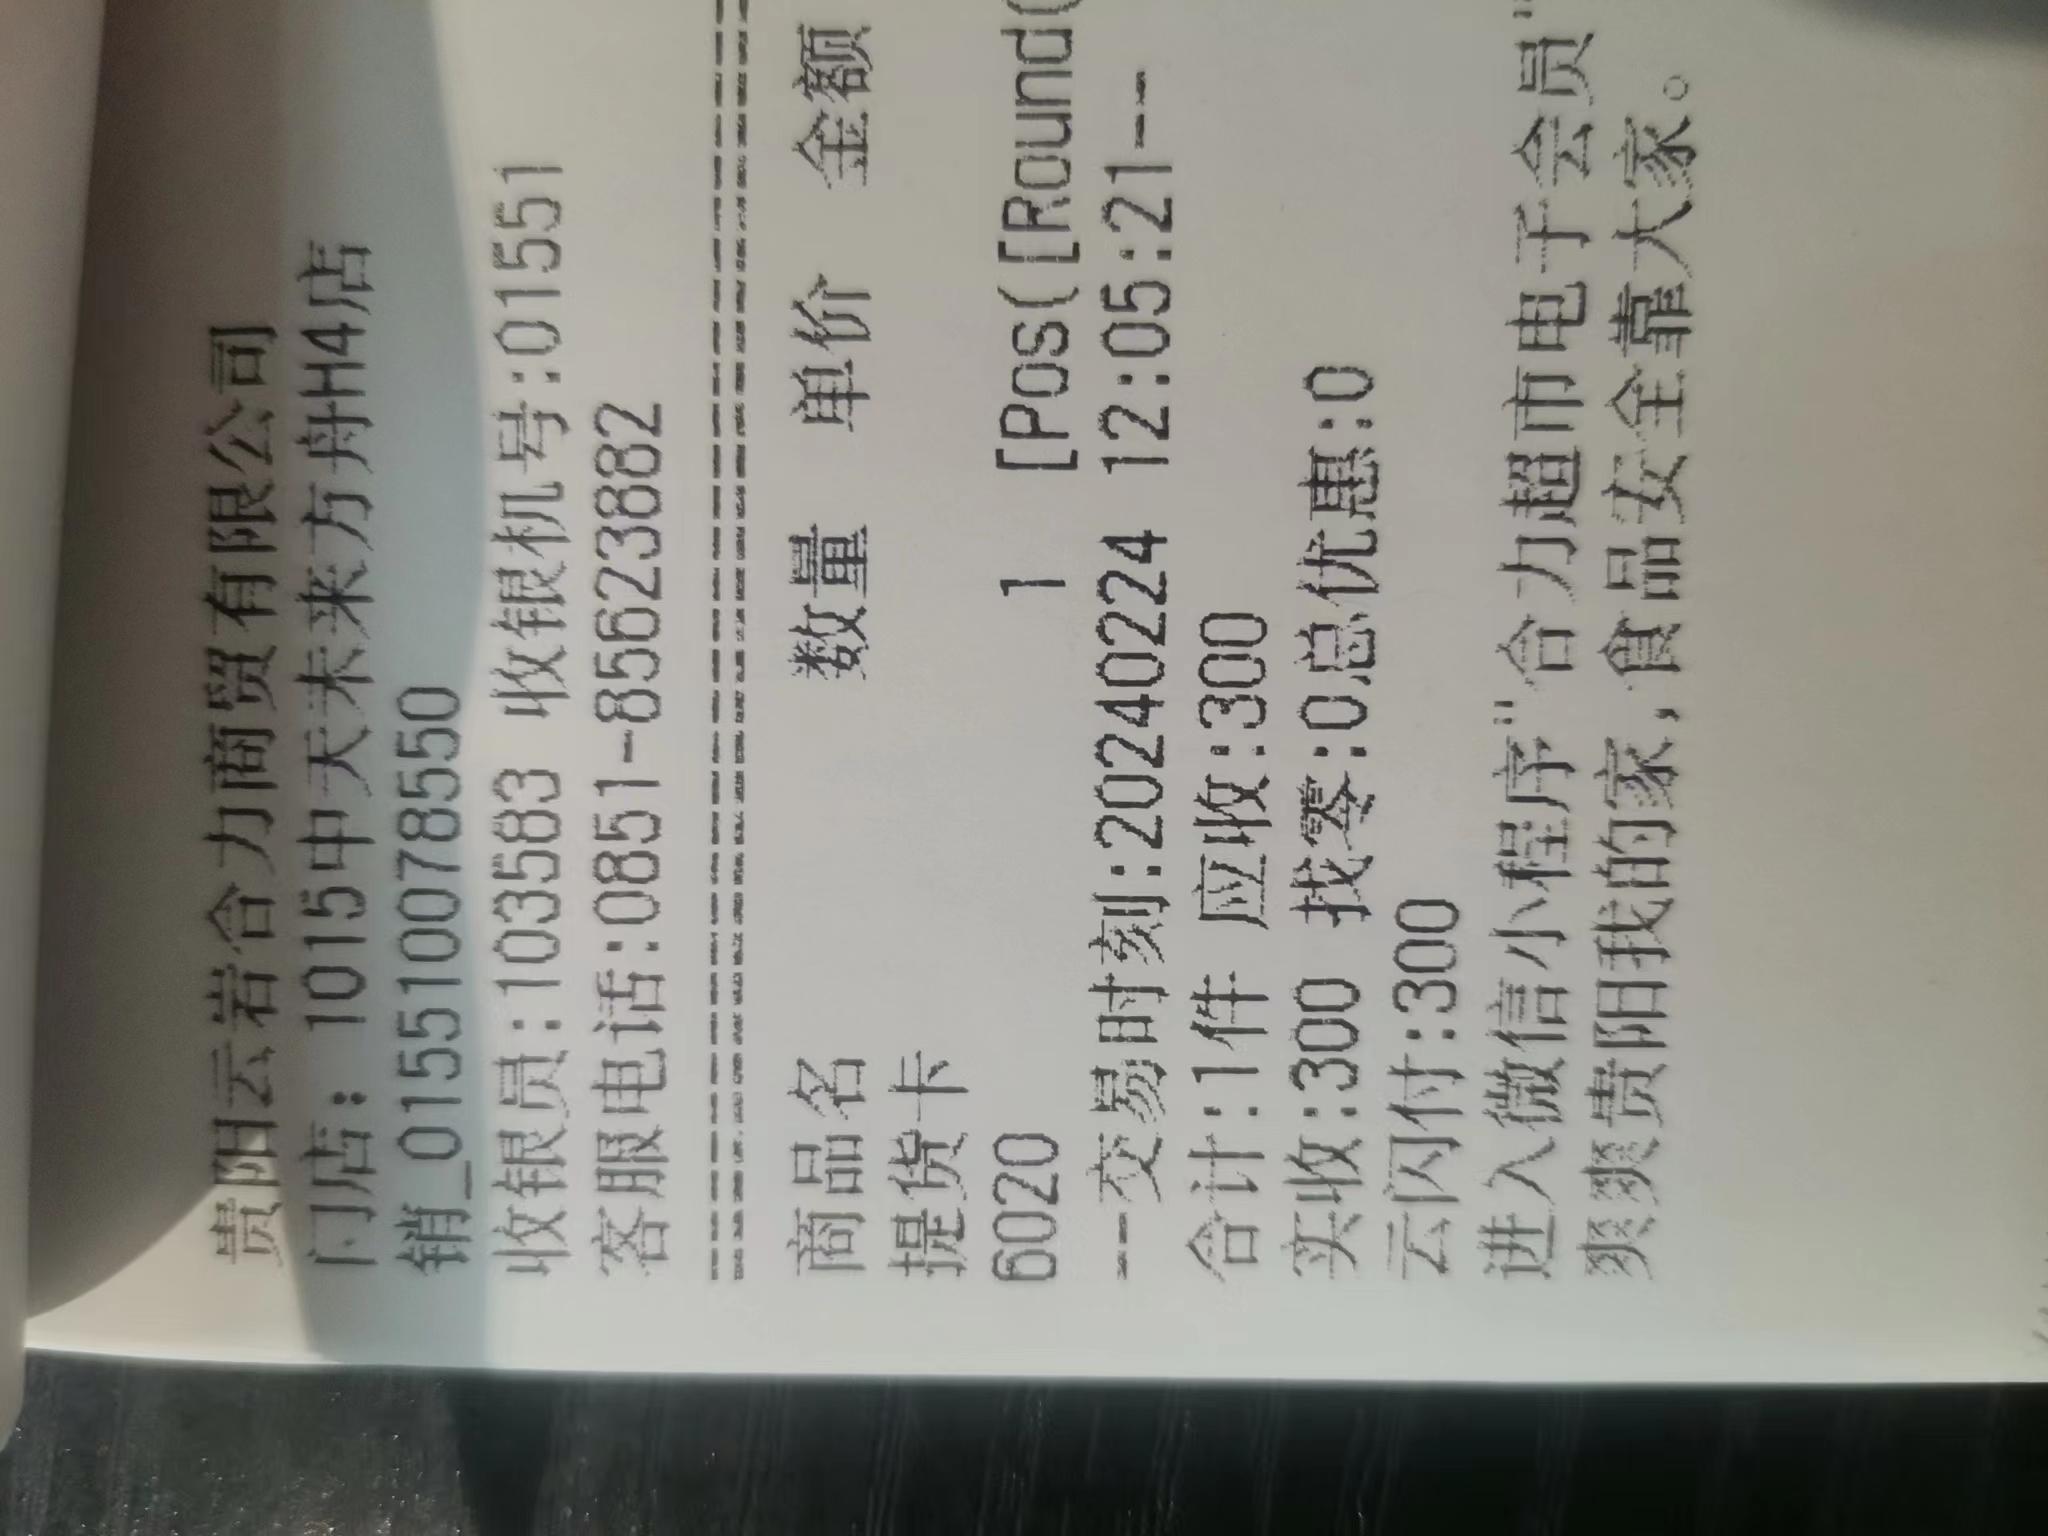 贵阳云岩合力商贸有限公司
门店: 1015中天未来方舟H4店
销_015510078550
收银员:103583 收银机号:01551
客服电话:0851-85623882
商品名 数量 单价 金额
提货卡
6020 1 [Pos([Round(
--交易时刻:20240224 12:05:21--
合计:1件 应收:300
实收:300 找零:0总优惠:0
云闪付:300
进入微信小程序"合力超市电子会员"
爽爽贵阳我的家,食品安全靠大家。